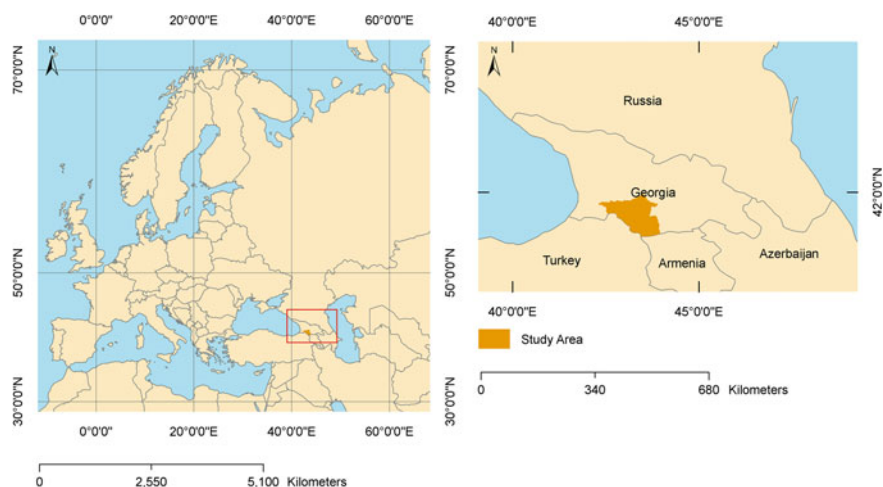 0°0'0"E 20°0'0"E 40°0'0"E 60°0'0"E
N
70°0'0"N
50°0'0"N
30°0'0"N
70°0'0"N
50°0'0"N
30°0'0"N
0°0'0"E 20°0'0"E 40°0'0"E 60°0'0"E
0 2,550 5,100 Kilometers
40°0'0"E 45°0'0"E
N
Russia
Georgia
42°0'0"N
Turkey
Armenia
Azerbaijan
40°0'0"E 45°0'0"E
Study Area
0 340 680 Kilometers